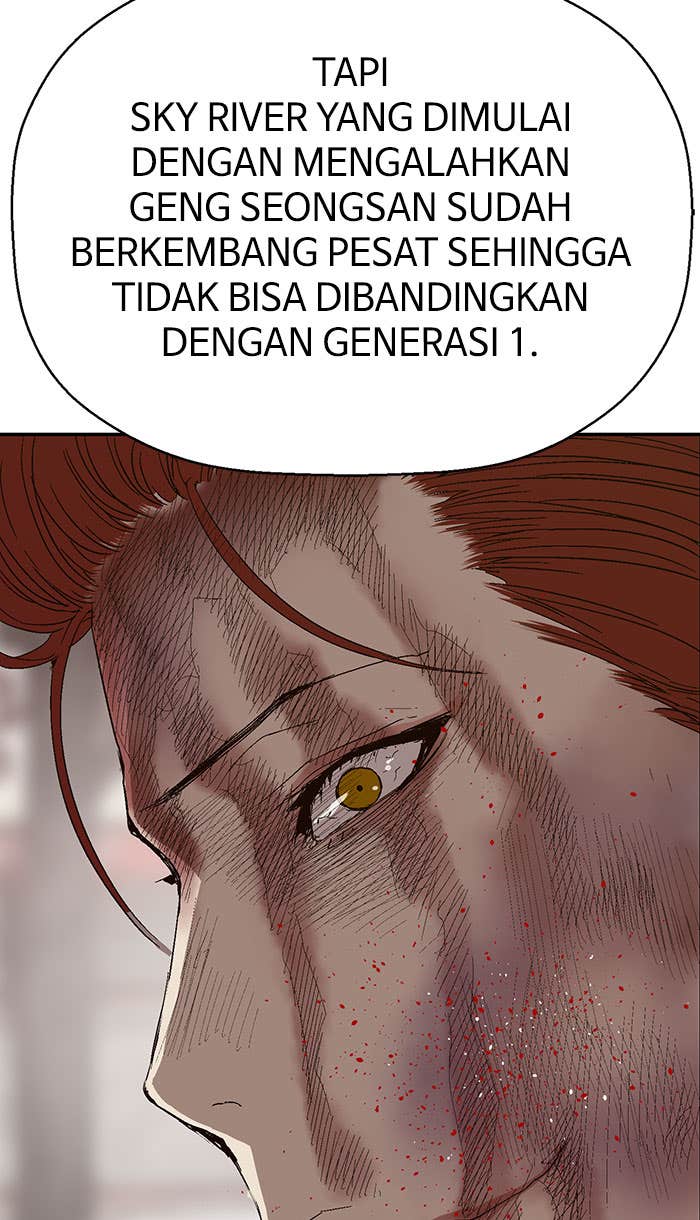 TAPI
SKY RIVER YANG DIMULAI
DENGAN MENGALAHKAN
GENG SEONGSAN SUDAH
BERKEMBANG PESAT SEHINGGA
TIDAK BISA DIBANDINGKAN
DENGAN GENERASI 1.